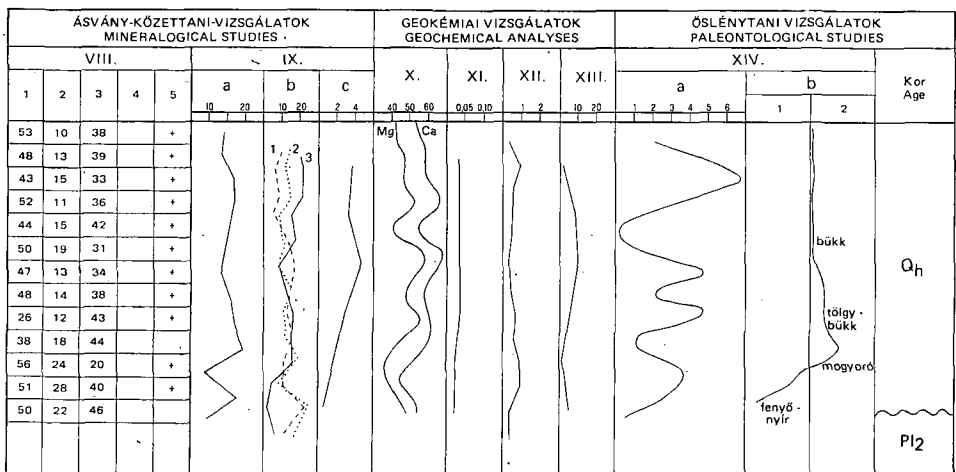 ÁSVÁNY-KŐZETTANI-VIZSGÁLATOK GEOKÉMIAI VIZSGÁLATOK ŐSLÉNYTANI VIZSGÁLATOK
MINERALOGICAL STUDIES GEOCHEMICAL ANALYSES PALEONTOLOGICAL STUDIES
VIII. IX. X. XI. XII. XIII. XIV. Kor
Age
1 2 3 4 5 a b c a b
10 20 10 20 2 4 40 50 60 0,05 0,10 1 2 10 20 1 2 3 4 5 6 1 2
53 10 38 + Mg Ca
48 13 39 + 1 2 3
43 15 33 +
52 11 36 +
44 15 42 +
50 19 31 + bükk
47 13 34 + Qh
48 14 38 +
26 12 43 + tölgy-
bükk
38 18 44
56 24 20 + mogyoró
51 28 40 +
50 22 46 fenyő-
nyír
Pl2